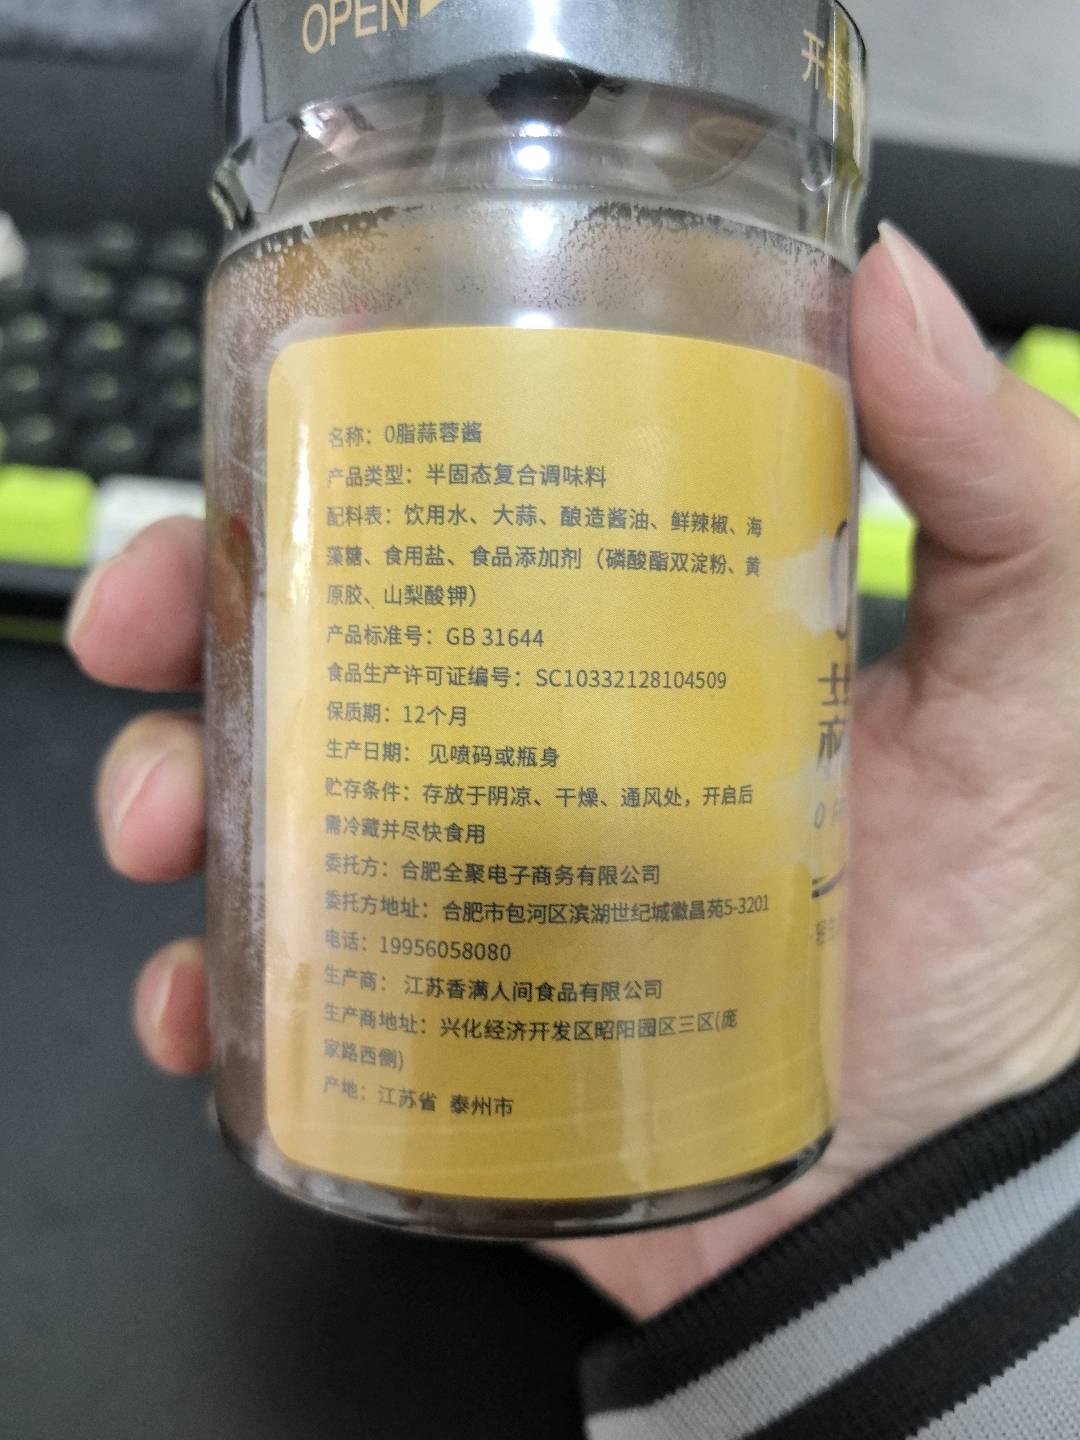 OPEN
开
名称：0脂蒜蓉酱
产品类型：半固态复合调味料
配料表：饮用水、大蒜、酿造酱油、鲜辣椒、海
藻糖、食用盐、食品添加剂（磷酸酯双淀粉、黄
原胶、山梨酸钾）
产品标准号：GB 31644
食品生产许可证编号：SC10332128104509
保质期：12个月
生产日期： 见喷码或瓶身
贮存条件：存放于阴凉、干燥、通风处，开启后
需冷藏并尽快食用
委托方：合肥全聚电子商务有限公司
委托方地址：合肥市包河区滨湖世纪城徽昌苑5-3201
电话：19956058080
生产商： 江苏香满人间食品有限公司
生产商地址：兴化经济开发区昭阳园区三区(庞
家路西侧)
产地：江苏省 泰州市